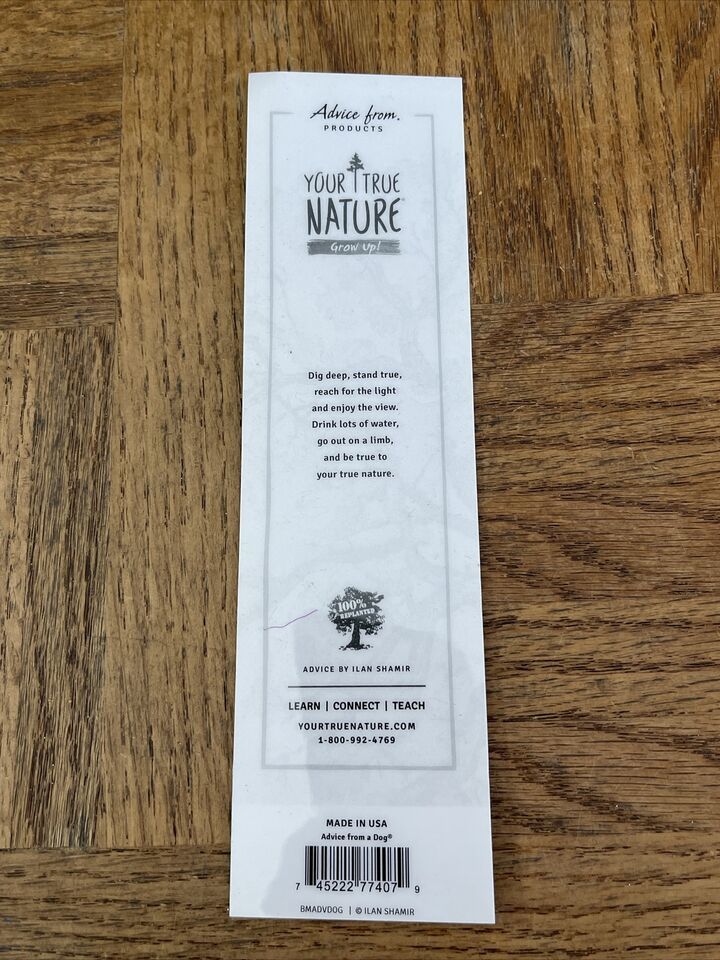 Advice from®
PRODUCTS
YOUR TRUE
NATURE®
Grow Up!
Dig deep, stand true,
reach for the light
and enjoy the view.
Drink lots of water,
go out on a limb,
and be true to
your true nature.
100%
REPLANTED
ADVICE BY ILAN SHAMIR
LEARN | CONNECT | TEACH
YOURTRUENATURE.COM
1-800-992-4769
MADE IN USA
Advice from a Dog®
7 45222 77407 9
BMADVDOG | © ILAN SHAMIR